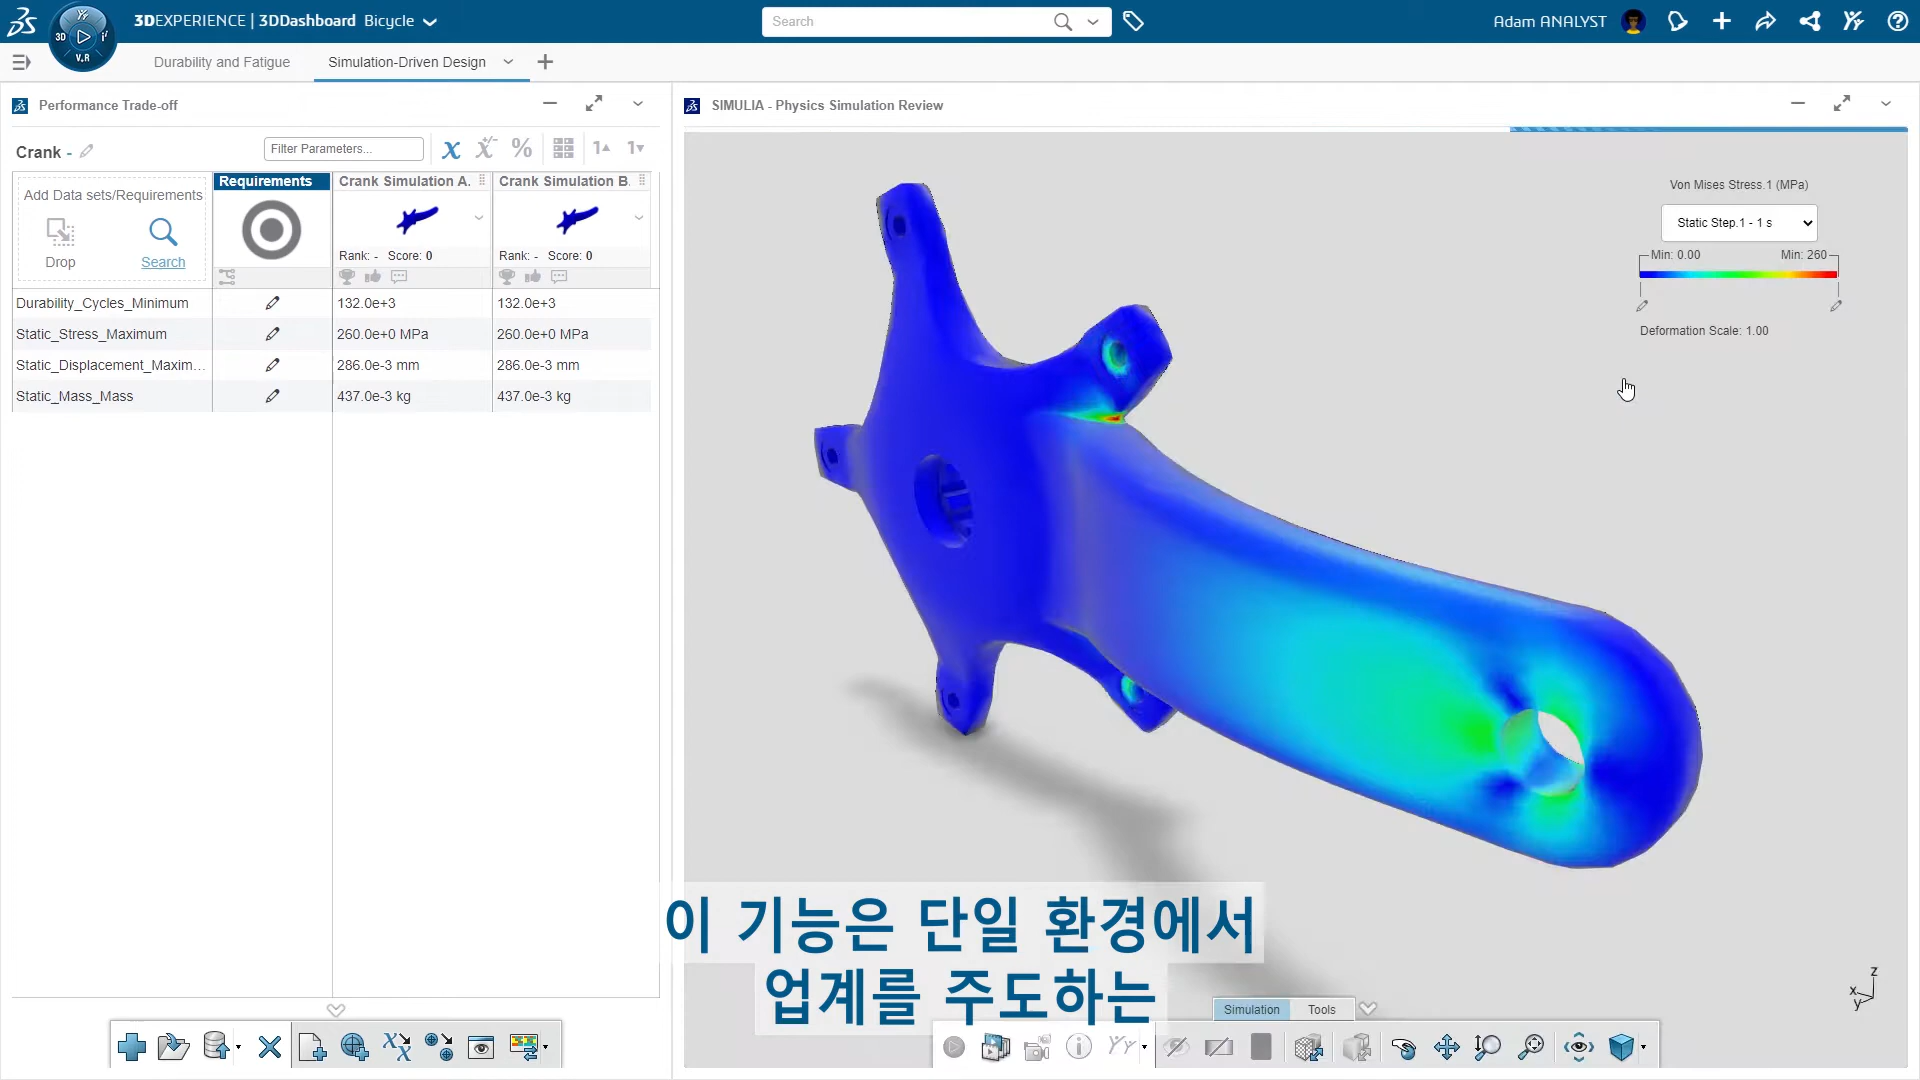 3DEXPERIENCE | 3DDashboard Bicycle
Search
Adam ANALYST
3D
V.R
Durability and Fatigue
Simulation-Driven Design
Performance Trade-off
SIMULIA - Physics Simulation Review
Crank -
Filter Parameters...
x
%
1
1
Add Data sets/Requirements
Drop
Search
Requirements
Crank Simulation A.
Crank Simulation B.
Rank: - Score: 0
Rank: - Score: 0
Durability_Cycles_Minimum 132.0e+3 132.0e+3
Static_Stress_Maximum 260.0e+0 MPa 260.0e+0 MPa
Static_Displacement_Maxim... 286.0e-3 mm 286.0e-3 mm
Static_Mass_Mass 437.0e-3 kg 437.0e-3 kg
Von Mises Stress.1 (MPa)
Static Step.1 - 1 s
Min: 0.00 Min: 260
Deformation Scale: 1.00
이 기능은 단일 환경에서
업계를 주도하는
z
x
y
Simulation Tools